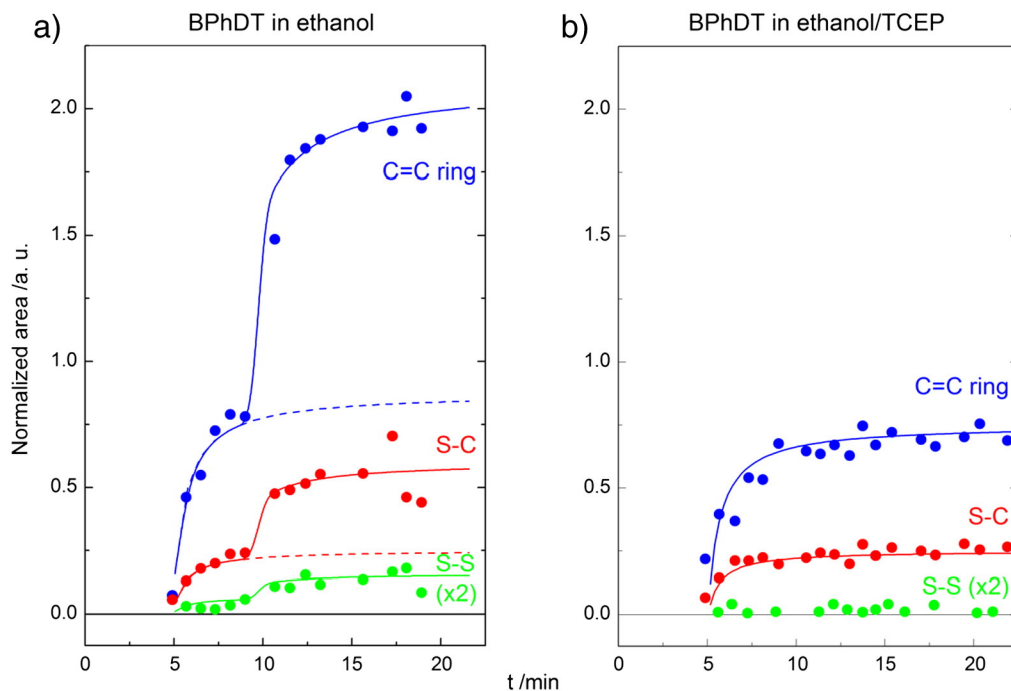 a) BPhDT in ethanol
b) BPhDT in ethanol/TCEP
Normalized area /a. u.
2.0
1.5
1.0
0.5
0.0
C=C ring
S-C
S-S
(x2)
0 5 10 15 20
2.0
1.5
1.0
0.5
0.0
C=C ring
S-C
S-S (x2)
0 5 10 15 20
t /min